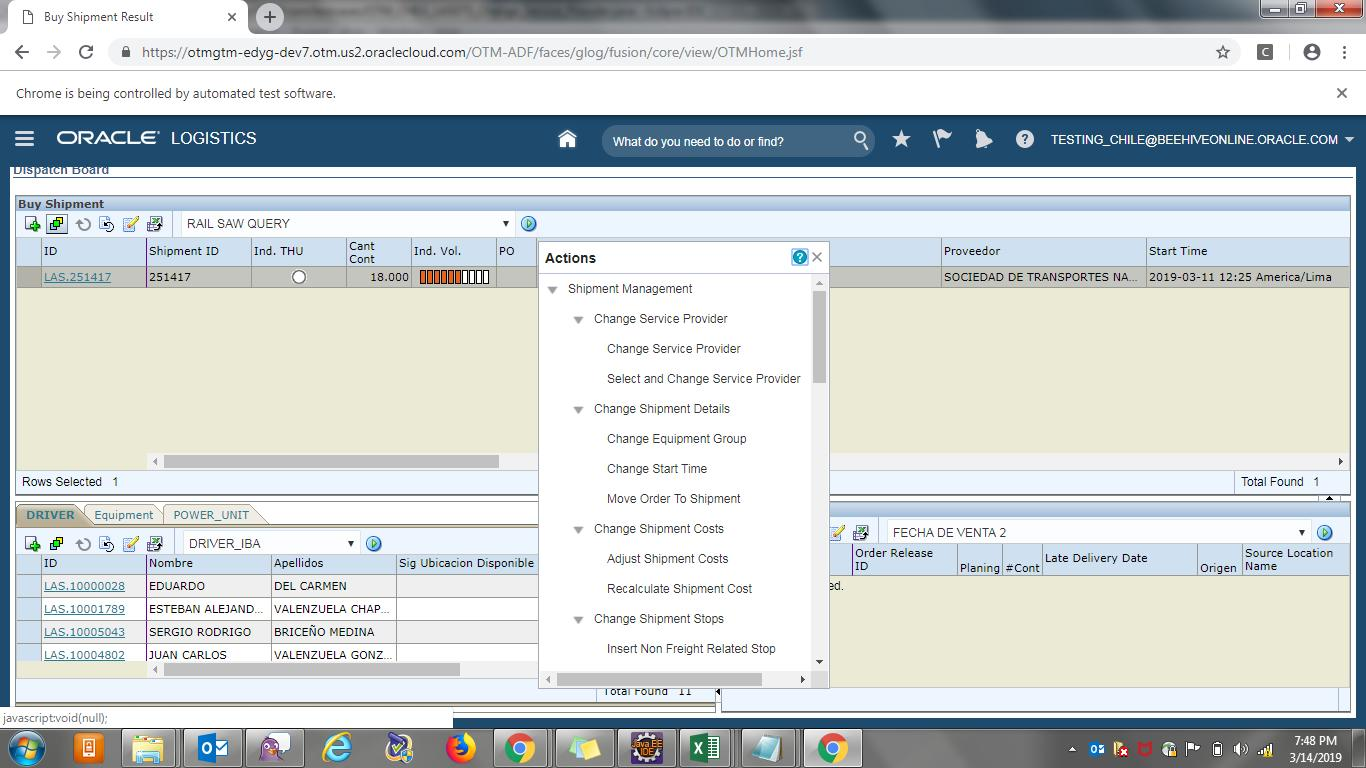 Buy Shipment Result
https://otmgtm-edyg-dev7.otm.us2.oraclecloud.com/OTM-ADF/faces/glog/fusion/core/view/OTMHome.jsf
C
Chrome is being controlled by automated test software.
ORACLE LOGISTICS
What do you need to do or find?
TESTING_CHILE@BEEHIVEONLINE.ORACLE.COM
Dispatch Board
Buy Shipment
RAIL SAW QUERY
ID Shipment ID Ind. THU Cant Cont Ind. Vol. PO Proveedor Start Time
LAS.251417 251417 18.000 SOCIEDAD DE TRANSPORTES NA... 2019-03-11 12:25 America/Lima
Actions
Shipment Management
Change Service Provider
Change Service Provider
Select and Change Service Provider
Change Shipment Details
Change Equipment Group
Change Start Time
Move Order To Shipment
Change Shipment Costs
Adjust Shipment Costs
Recalculate Shipment Cost
Change Shipment Stops
Insert Non Freight Related Stop
Rows Selected 1
Total Found 1
DRIVER Equipment POWER_UNIT
DRIVER_IBA
ID Nombre Apellidos Sig Ubicacion Disponible
LAS.10000028 EDUARDO DEL CARMEN
LAS.10001789 ESTEBAN ALEJAND... VALENZUELA CHAP...
LAS.10005043 SERGIO RODRIGO BRICEÑO MEDINA
LAS.10004802 JUAN CARLOS VALENZUELA GONZ...
Total Found 11
FECHA DE VENTA 2
Order Release ID Planing #Cont Late Delivery Date Origen Source Location Name
ed.
javascript:void(null);
Java EE IDE
7:48 PM
3/14/2019